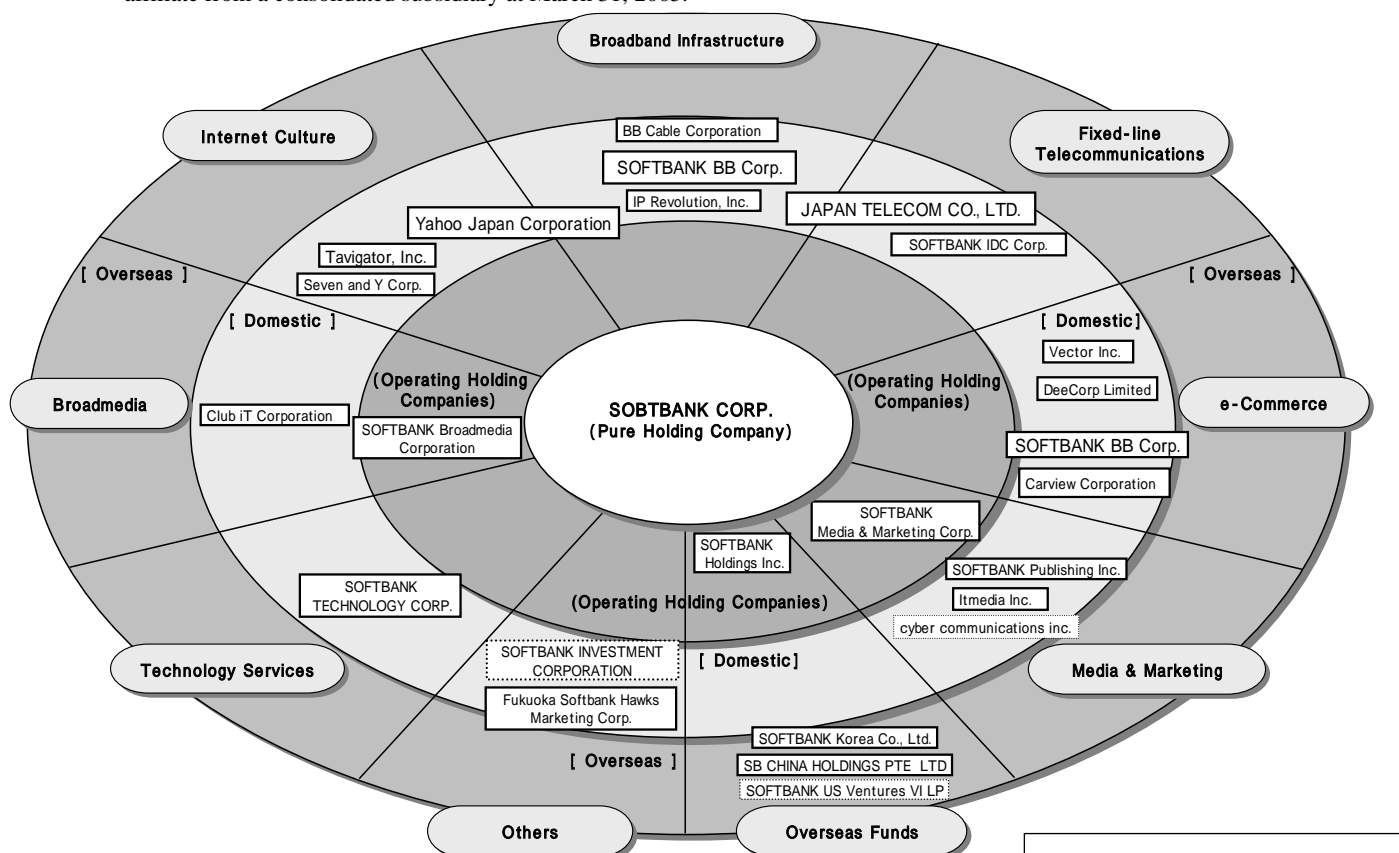 affiliate from a consolidated subsidiary at March 31, 2005.
Broadband Infrastructure
Internet Culture
Fixed-line
Telecommunications
BB Cable Corporation
SOFTBANK BB Corp.
IP Revolution, Inc.
JAPAN TELECOM CO., LTD.
SOFTBANK IDC Corp.
Yahoo Japan Corporation
Tavigator, Inc.
Seven and Y Corp.
[ Overseas ]
[ Overseas ]
[ Domestic ]
[ Domestic]
Vector Inc.
DeeCorp Limited
(Operating Holding
Companies)
(Operating Holding
Companies)
Broadmedia
Club iT Corporation
SOFTBANK Broadmedia
Corporation
SOBTBANK CORP.
(Pure Holding Company)
e-Commerce
SOFTBANK BB Corp.
Carview Corporation
SOFTBANK
Media & Marketing Corp.
SOFTBANK
Holdings Inc.
SOFTBANK Publishing Inc.
Itmedia Inc.
cyber communications inc.
SOFTBANK
TECHNOLOGY CORP.
(Operating Holding Companies)
SOFTBANK INVESTMENT
CORPORATION
[ Domestic]
Technology Services
Media & Marketing
Fukuoka Softbank Hawks
Marketing Corp.
SOFTBANK Korea Co., Ltd.
[ Overseas ]
SB CHINA HOLDINGS PTE LTD
SOFTBANK US Ventures VI LP
Others
Overseas Funds